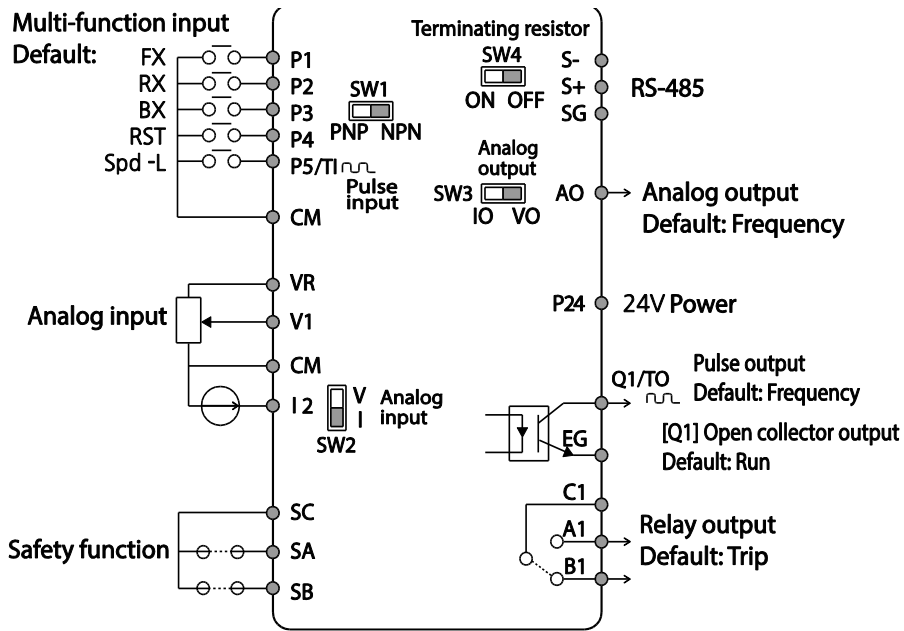 Multi-function input
Default:
FX
P1
RX
P2
BX
P3
RST
P4
Spd -L
P5/TI
Pulse
input
CM
SW1
PNP NPN
Terminating resistor
SW4
ON OFF
S-
S+
SG
RS-485
Analog
output
SW3
IO VO
AO
Analog output
Default: Frequency
VR
Analog input
V1
CM
I 2
V
I
SW2
Analog
input
P24
24V Power
Q1/TO
Pulse output
Default: Frequency
EG
[Q1] Open collector output
Default: Run
SC
Safety function
SA
SB
C1
A1
B1
Relay output
Default: Trip